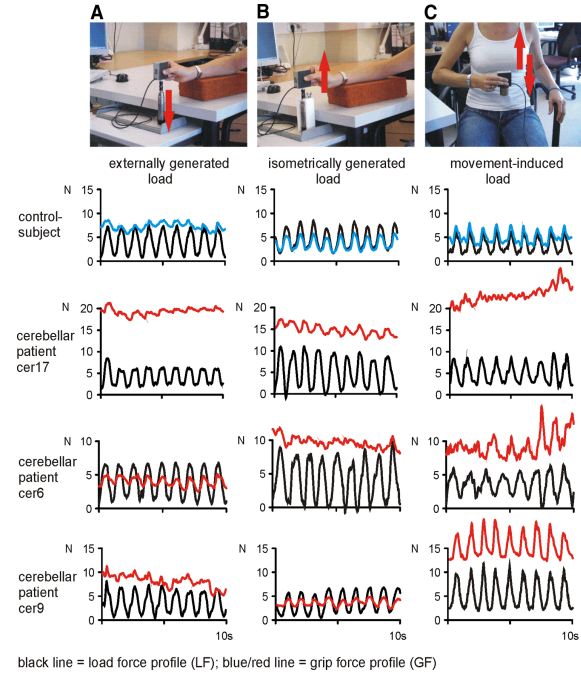 A B C
externally generated load
isometrically generated load
movement-induced load
control-subject
N 15 10 5 0
N 15 10 5 0
N 15 10 5 0
cerebellar patient cer17
N 20 15 10 5 0
N 20 15 10 5 0
N 20 15 10 5 0
cerebellar patient cer6
N 10 5 0
N 10 5 0
N 10 5 0
cerebellar patient cer9
N 15 10 5 0
N 15 10 5 0
N 15 10 5 0
10s 10s 10s
black line = load force profile (LF); blue/red line = grip force profile (GF)